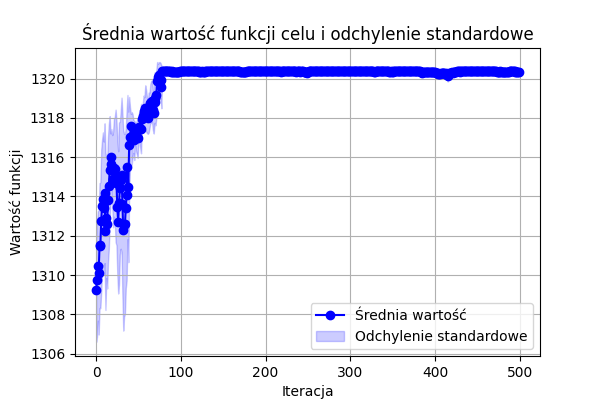 Średnia wartość funkcji celu i odchylenie standardowe
Wartość funkcji
1320
1318
1316
1314
1312
1310
1308
1306
0 100 200 300 400 500
Iteracja
Średnia wartość
Odchylenie standardowe